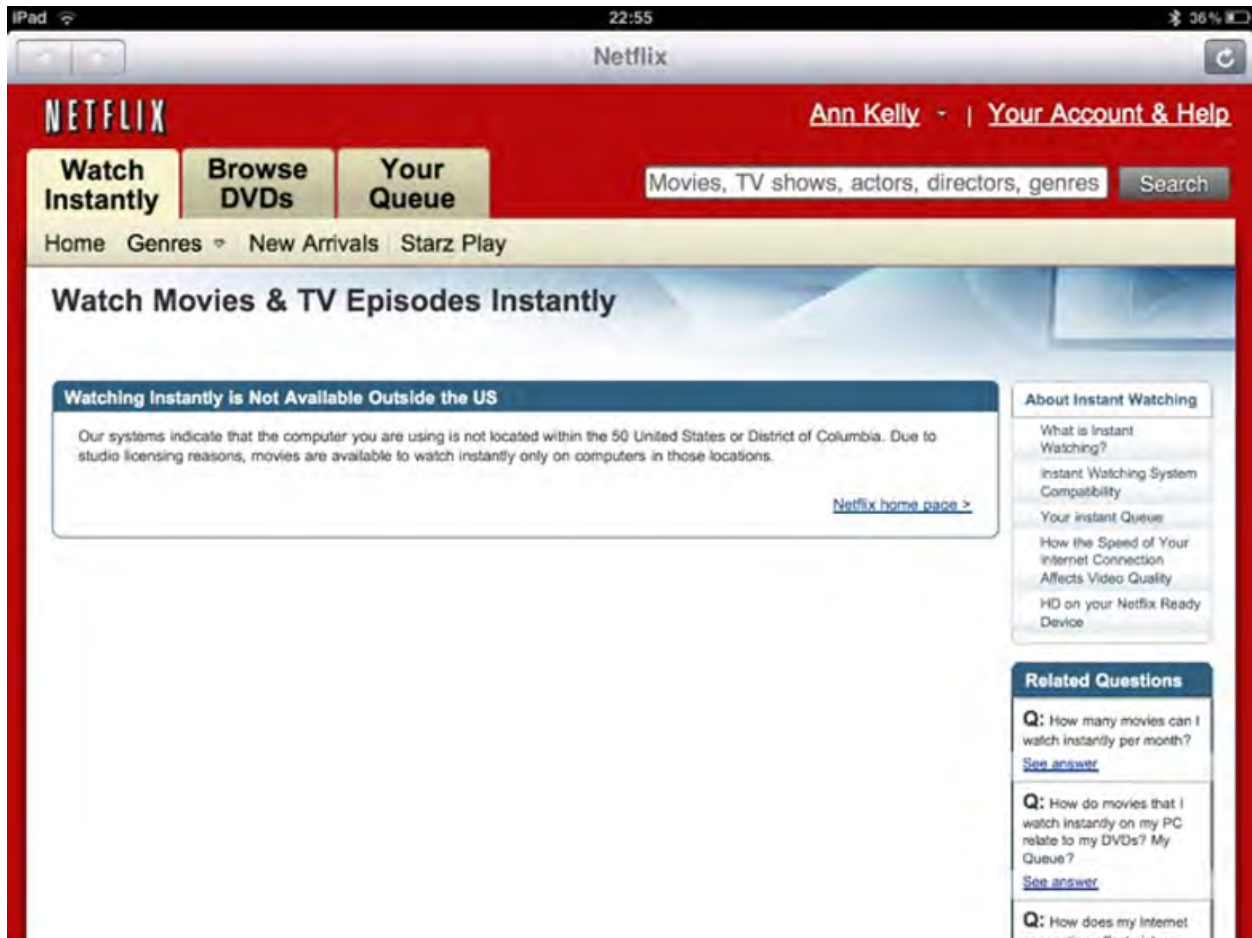 iPad 22:55 36%
Netflix
NETFLIX
Ann Kelly | Your Account & Help
Watch Instantly
Browse DVDs
Your Queue
Movies, TV shows, actors, directors, genres Search
Home Genres New Arrivals Starz Play
Watch Movies & TV Episodes Instantly
Watching Instantly is Not Available Outside the US
Our systems indicate that the computer you are using is not located within the 50 United States or District of Columbia. Due to
studio licensing reasons, movies are available to watch instantly only on computers in those locations.
Netflix home page >
About Instant Watching
What is Instant
Watching?
Instant Watching System
Compatibility
Your instant Queue
How the Speed of Your
Internet Connection
Affects Video Quality
HD on your Netflix Ready
Device
Related Questions
Q: How many movies can I
watch instantly per month?
See answer
Q: How do movies that I
watch instantly on my PC
relate to my DVDs? My
Queue?
See answer
Q: How does my Internet